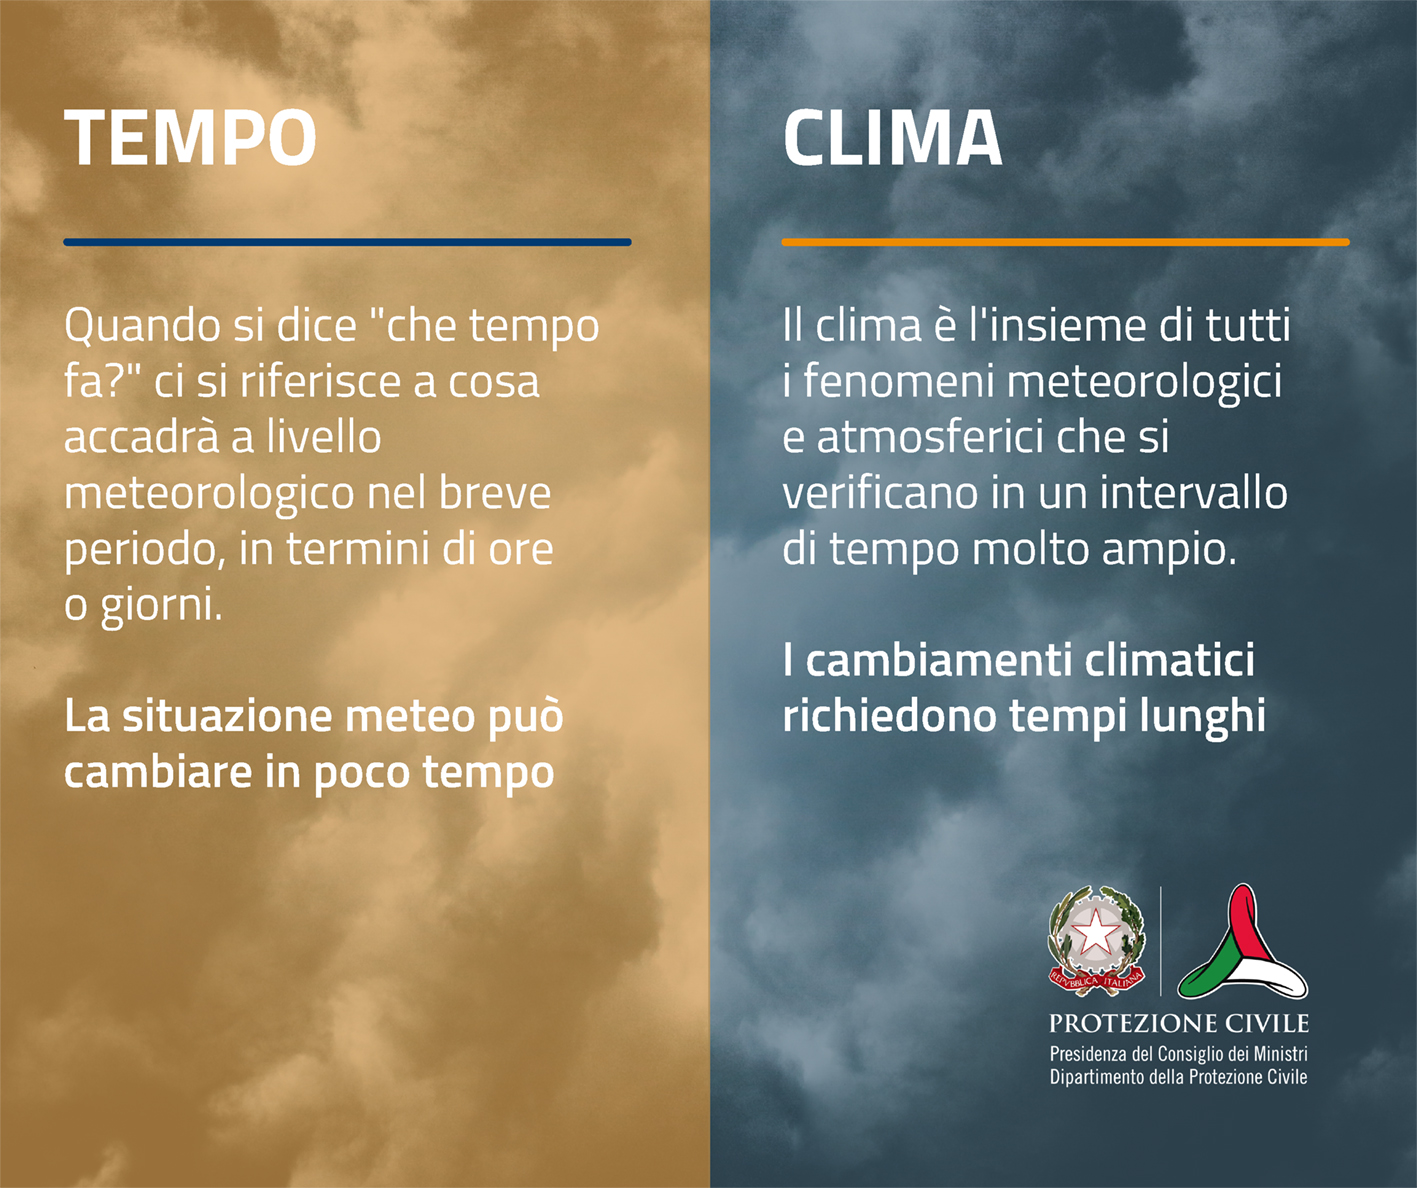 TEMPO
Quando si dice "che tempo
fa?" ci si riferisce a cosa
accadrà a livello
meteorologico nel breve
periodo, in termini di ore
o giorni.
La situazione meteo può
cambiare in poco tempo
CLIMA
Il clima è l'insieme di tutti
i fenomeni meteorologici
e atmosferici che si
verificano in un intervallo
di tempo molto ampio.
I cambiamenti climatici
richiedono tempi lunghi
REPVBBLICA ITALIANA
PROTEZIONE CIVILE
Presidenza del Consiglio dei Ministri
Dipartimento della Protezione Civile